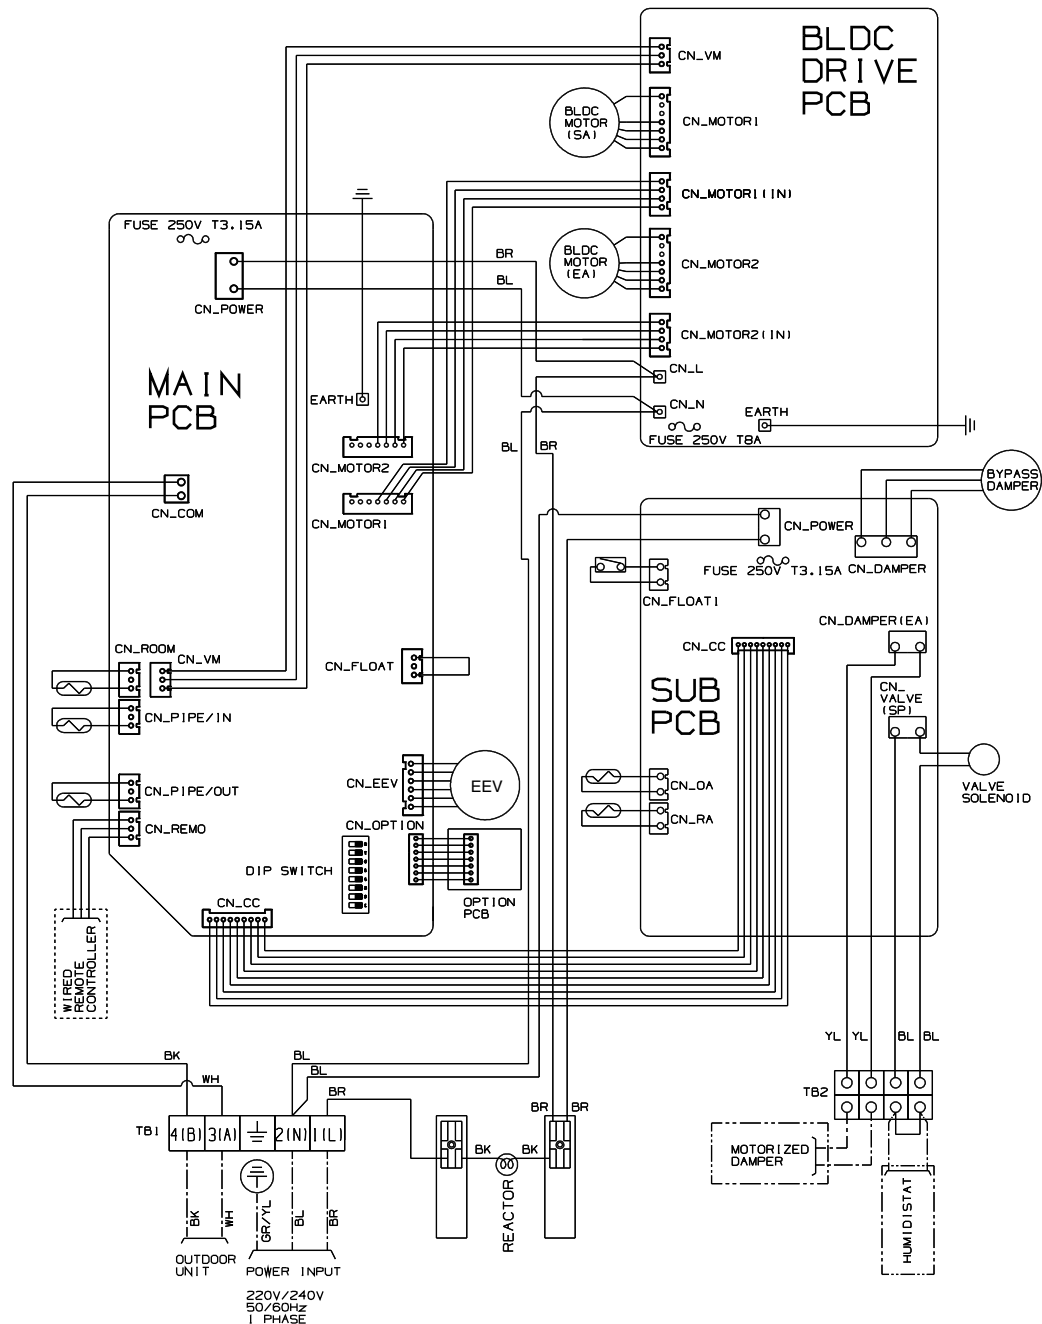 BLDC
DRIVE
PCB
CN_VM
BLDC
MOTOR
(SA)
CN_MOTOR1
CN_MOTOR1(IN)
FUSE 250V T3.15A
BR
BLDC
MOTOR
(EA)
CN_MOTOR2
BL
CN_POWER
CN_MOTOR2(IN)
MAIN
PCB
CN_L
EARTH
CN_N
EARTH
FUSE 250V T8A
BL
BR
CN_MOTOR2
BYPASS
DAMPER
CN_COM
CN_MOTOR1
CN_POWER
FUSE 250V T3.15A
CN_DAMPER
CN_FLOAT1
CN_DAMPER(EA)
CN_ROOM
CN_VM
CN_FLOAT
CN_CC
SUB
PCB
CN_
VALVE
(SP)
CN_PIPE/IN
CN_EEV
EEV
CN_OA
VALVE
SOLENOID
CN_PIPE/OUT
CN_OPTION
CN_RA
CN_REMO
DIP SWITCH
CN_CC
OPTION
PCB
WIRED
REMOTE
CONTROLLER
YL
YL
BL
BL
BK
BL
WH
BL
BR
TB2
BR
BR
TB1
4(B)
3(A)
2(N)
1(L)
BK
BK
REACTOR
MOTORIZED
DAMPER
HUMIDISTAT
BK
WH
GR/YL
BL
BR
OUTDOOR
UNIT
POWER INPUT
220V/240V
50/60Hz
1 PHASE